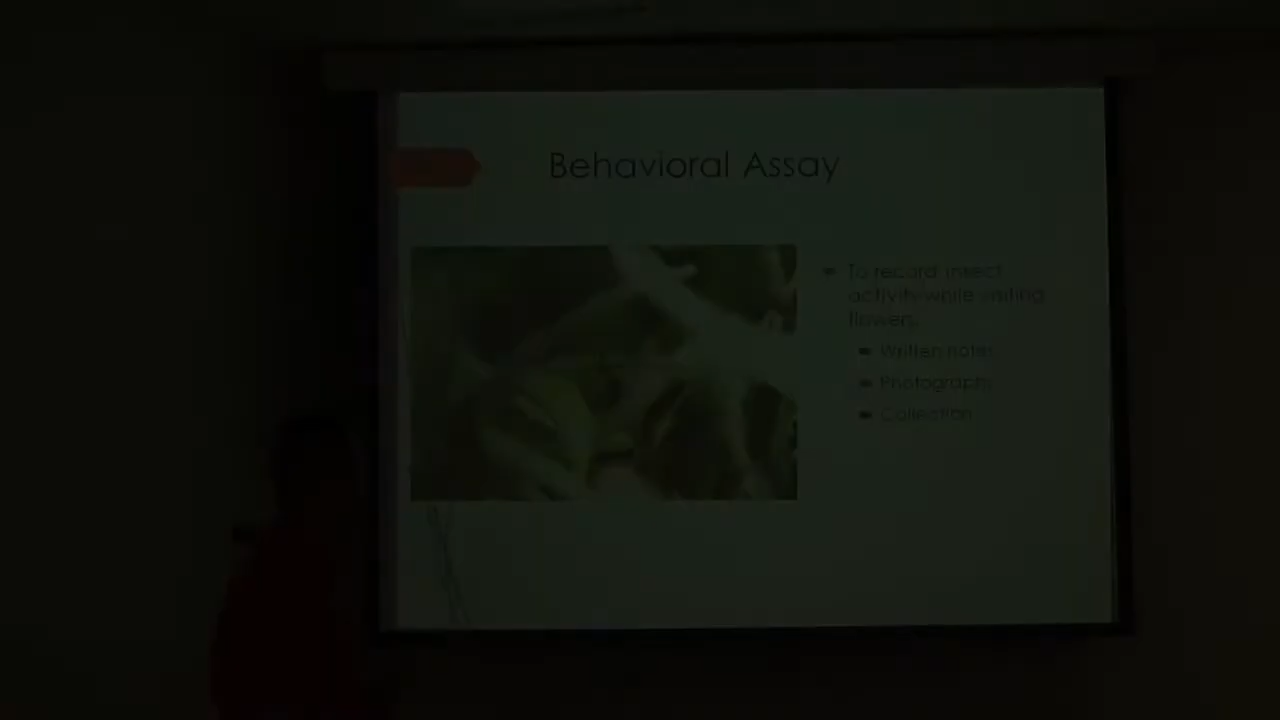 Behavioral Assay
To record insect
activity while visiting
flowers
Written notes
Photographs
Collection